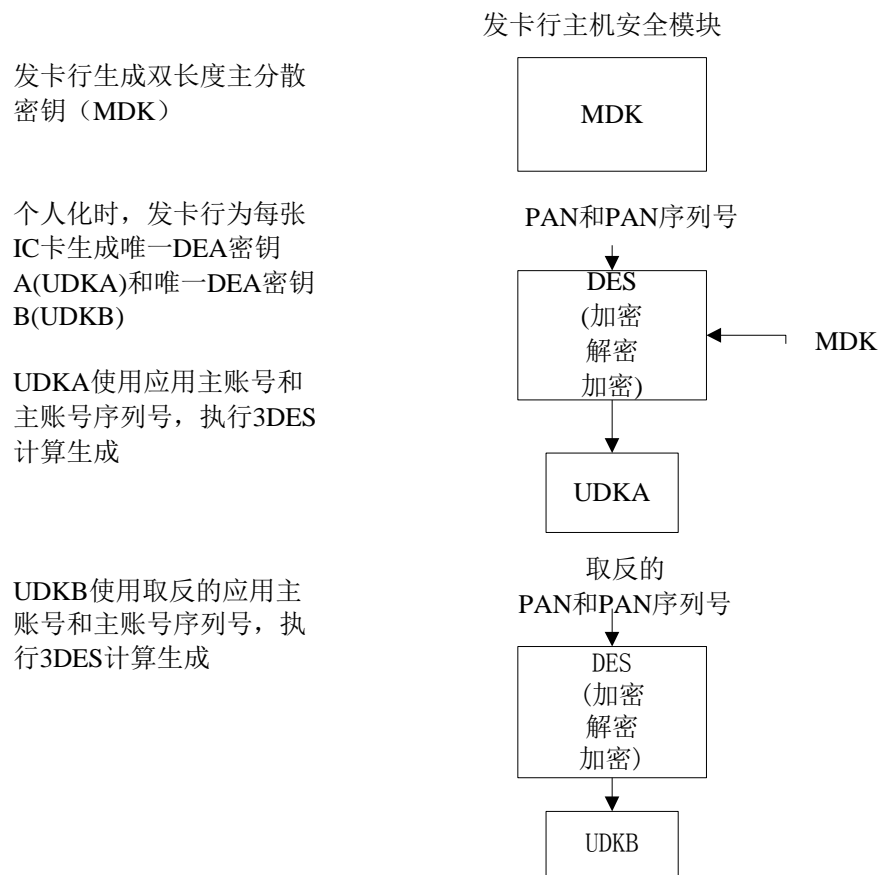 发卡行主机安全模块
发卡行生成双长度主分散
密钥（MDK）
MDK
个人化时，发卡行为每张
IC卡生成唯一DEA密钥
A(UDKA)和唯一DEA密钥
B(UDKB)
PAN和PAN序列号
DES
(加密
解密
加密)
MDK
UDKA使用应用主账号和
主账号序列号，执行3DES
计算生成
UDKA
UDKB使用取反的应用主
账号和主账号序列号，执
行3DES计算生成
取反的
PAN和PAN序列号
DES
(加密
解密
加密)
UDKB